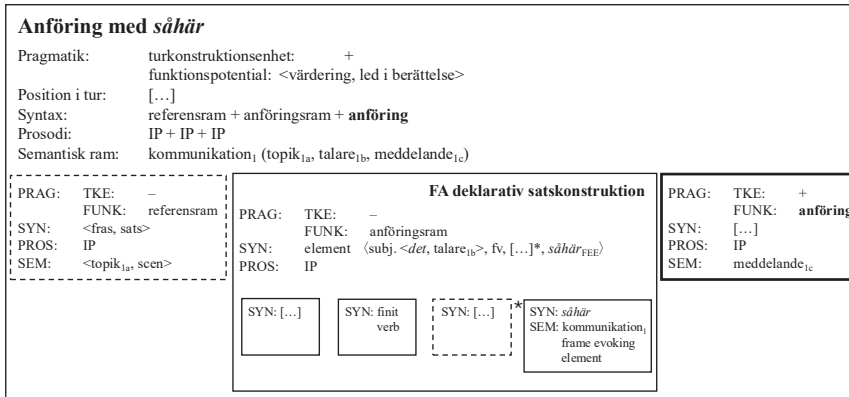 Anföring med såhär
Pragmatik: turkonstruktionsenhet: +
funktionspotential: <värdering, led i berättelse>
Position i tur: […]
Syntax: referensram + anföringsram + anföring
Prosodi: IP + IP + IP
Semantisk ram: kommunikation₁ (topik₁ₐ, talare₁b, meddelande₁c)
PRAG: TKE: –
FUNK: referensram
SYN: <fras, sats>
PROS: IP
SEM: <topik₁ₐ, scen>
FA deklarativ satskonstruktion
PRAG: TKE: –
FUNK: anföringsram
SYN: element ⟨subj. <det, talare₁b>, fv, […]*, såhärFEE⟩
PROS: IP
SYN: […]
SYN: finit
verb
SYN: […]
*
SYN: såhär
SEM: kommunikation₁
frame evoking
element
PRAG: TKE: +
FUNK: anföring
SYN: […]
PROS: IP
SEM: meddelande₁c